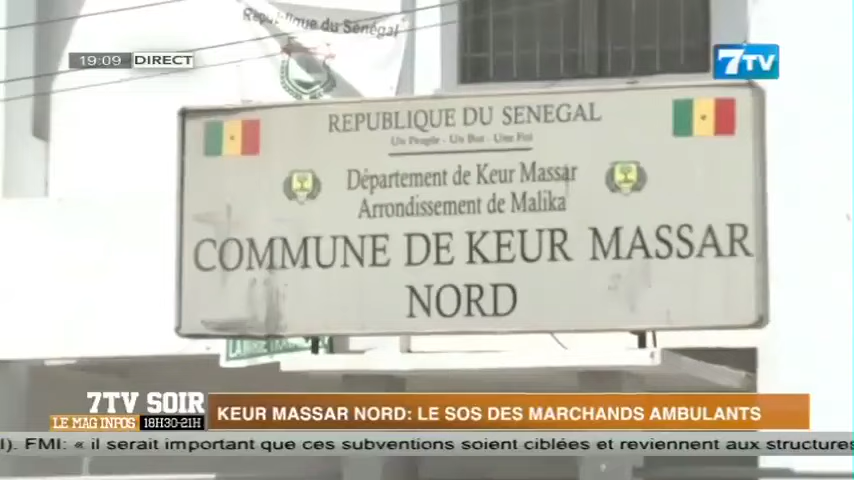 République du Sénégal
19:09 DIRECT
7TV
REPUBLIQUE DU SENEGAL
Un Peuple - Un But - Une Foi
Département de Keur Massar
Arrondissement de Malika
COMMUNE DE KEUR MASSAR
NORD
7TV SOIR
LE MAG INFOS 18H30-21H
KEUR MASSAR NORD: LE SOS DES MARCHANDS AMBULANTS
I). FMI: « il serait important que ces subventions soient ciblées et reviennent aux structures